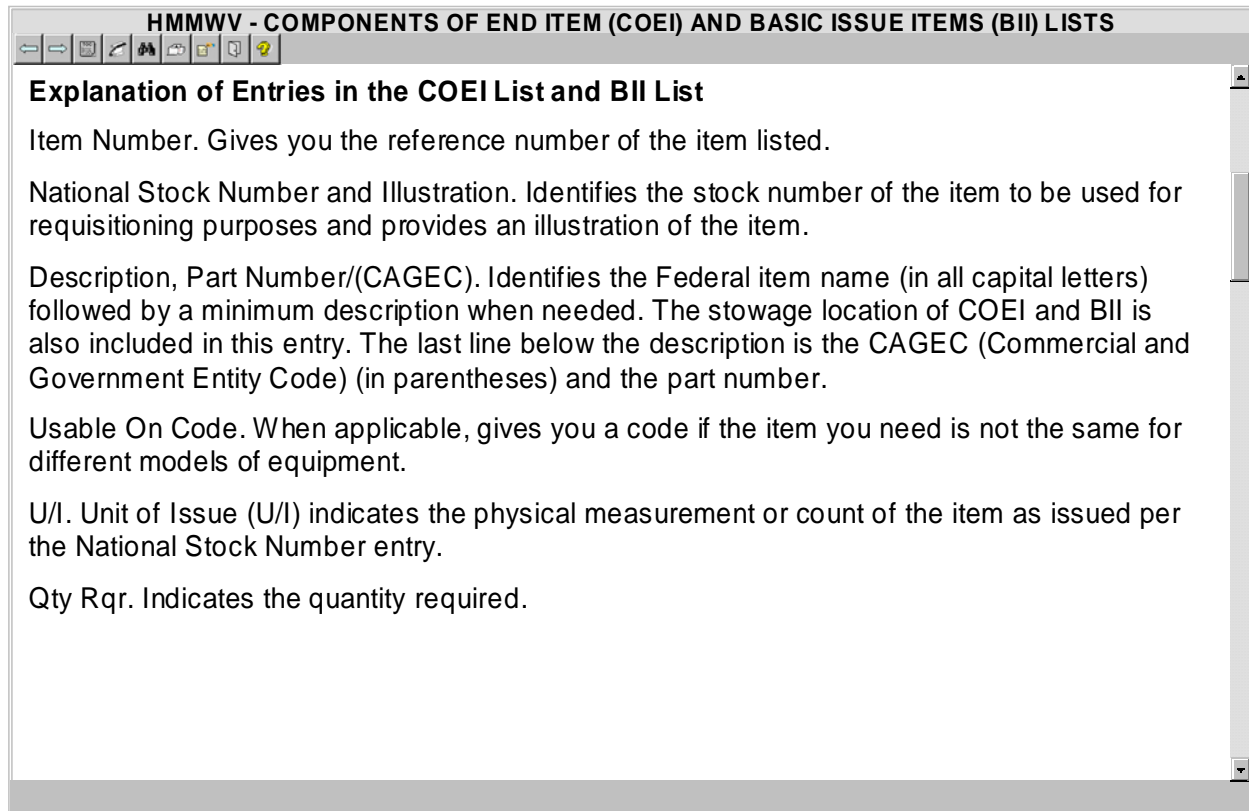 HMMWV - COMPONENTS OF END ITEM (COEI) AND BASIC ISSUE ITEMS (BII) LISTS
Explanation of Entries in the COEI List and BII List
Item Number. Gives you the reference number of the item listed.
National Stock Number and Illustration. Identifies the stock number of the item to be used for
requisitioning purposes and provides an illustration of the item.
Description, Part Number/(CAGEC). Identifies the Federal item name (in all capital letters)
followed by a minimum description when needed. The stowage location of COEI and BII is
also included in this entry. The last line below the description is the CAGEC (Commercial and
Government Entity Code) (in parentheses) and the part number.
Usable On Code. When applicable, gives you a code if the item you need is not the same for
different models of equipment.
U/I. Unit of Issue (U/I) indicates the physical measurement or count of the item as issued per
the National Stock Number entry.
Qty Rqr. Indicates the quantity required.